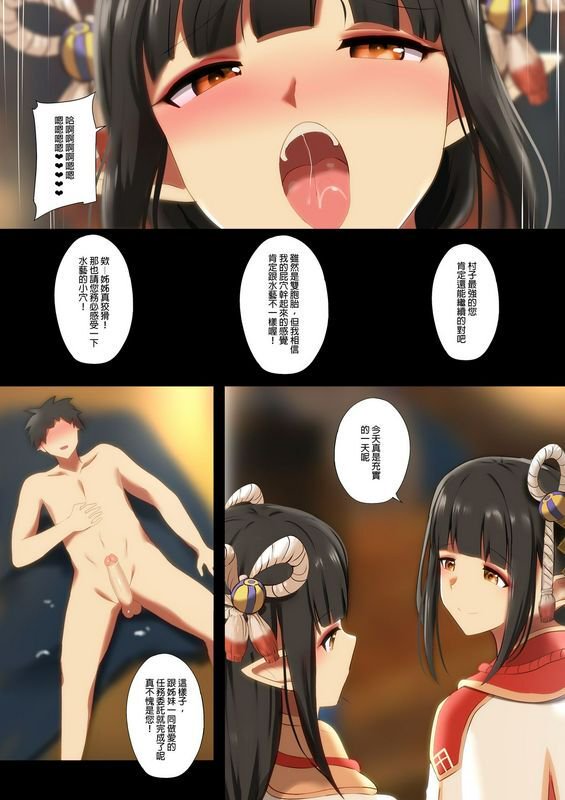 哈啊啊啊啊嗯嗯
嗯嗯嗯嗯♥♥♥♥♥
村子最強的您
肯定還能繼續的對吧
雖然是雙胞胎，但我相信
我的屁穴幹起來的感覺
肯定跟水藝不一樣喔！
欸—姊姊真狡猾！
那也請您務必感受一下
水藝的小穴！
今天真是充實
的一天呢
這樣子，
跟姊妹一同做愛的
任務委託就完成了呢
真不愧是您！